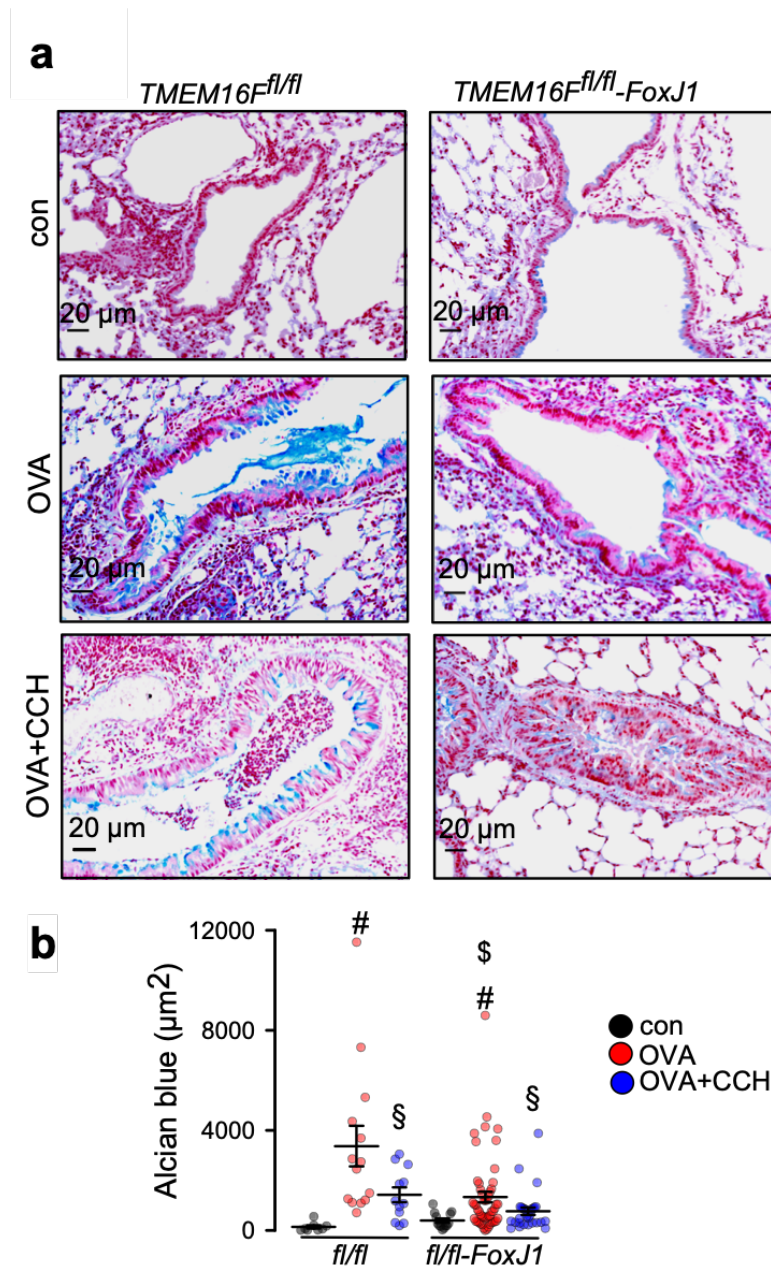 a
TMEM16Ffl/fl
TMEM16Ffl/fl-FoxJ1
con
20 µm
20 µm
OVA
20 µm
20 µm
OVA+CCH
20 µm
20 µm
b
Alcian blue (µm2)
12000
8000
4000
0
#
§
$
#
§
fl/fl
fl/fl-FoxJ1
con
OVA
OVA+CCH